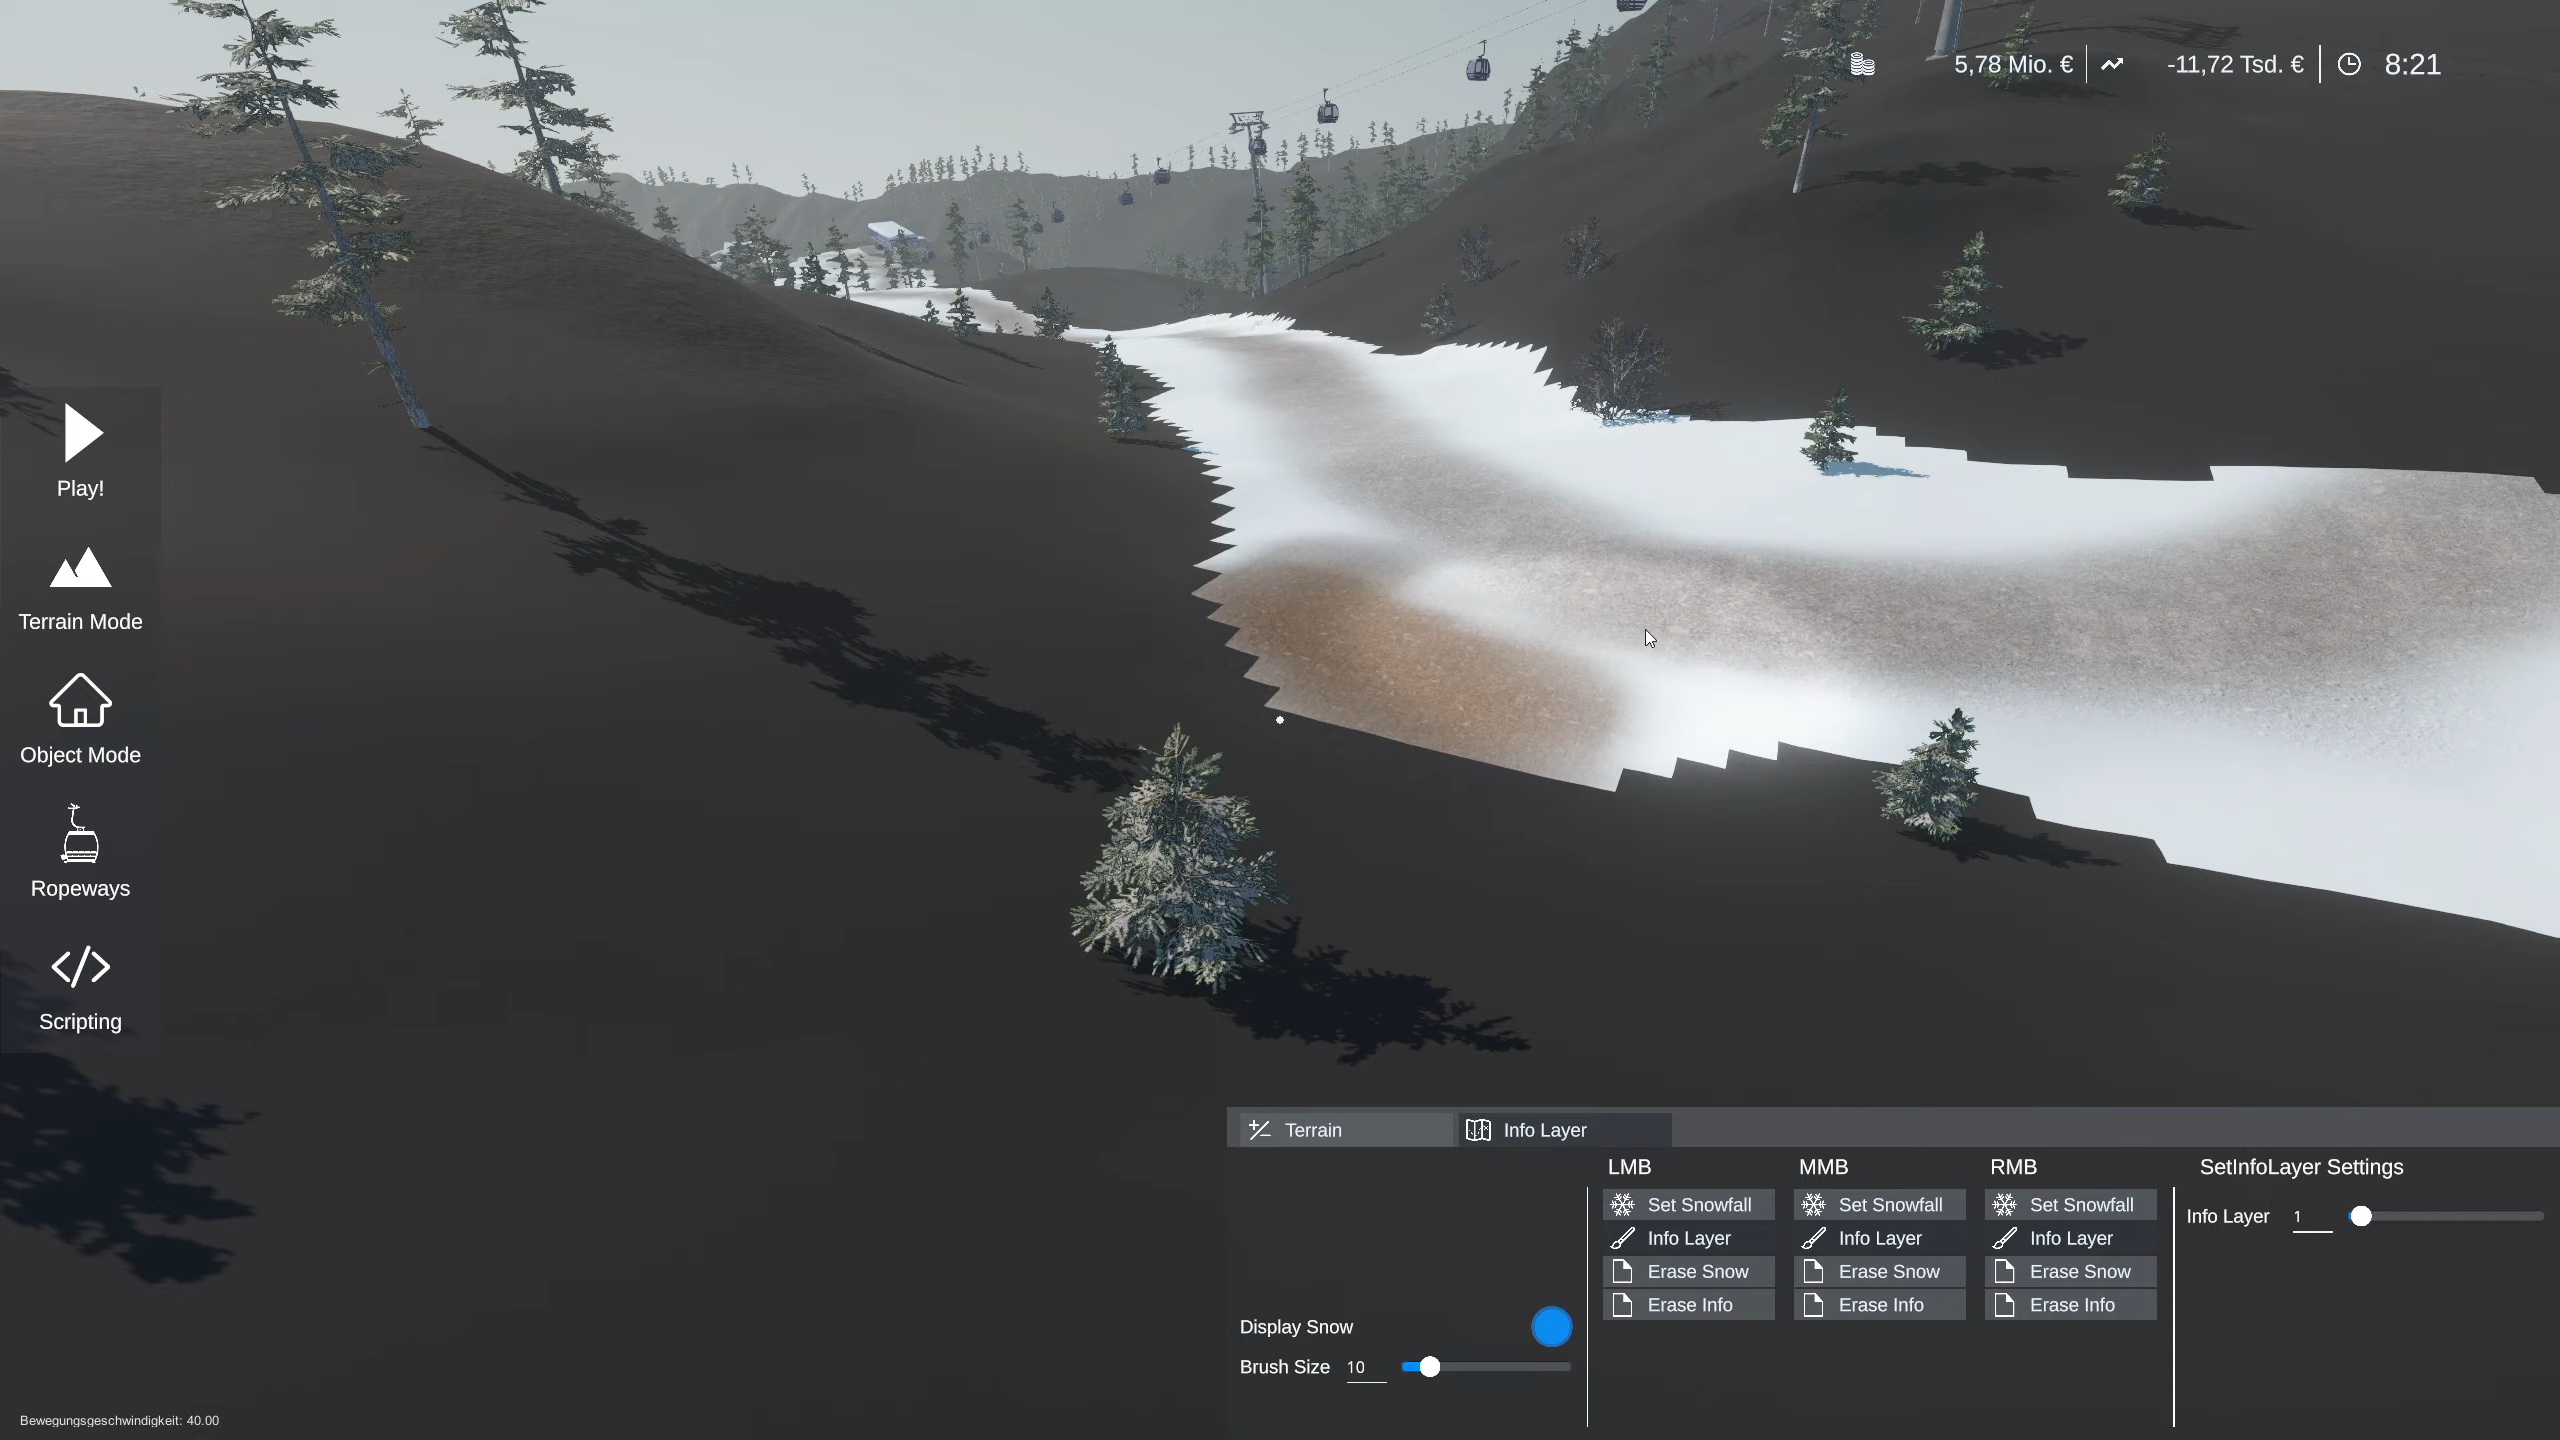 5,78 Mio. € -11,72 Tsd. € 8:21
Play!
Terrain Mode
Object Mode
Ropeways
Scripting
Terrain Info Layer
LMB MMB RMB SetInfoLayer Settings
Set Snowfall Set Snowfall Set Snowfall
Info Layer 1
Info Layer Info Layer Info Layer
Erase Snow Erase Snow Erase Snow
Erase Info Erase Info Erase Info
Display Snow
Brush Size 10
Bewegungsgeschwindigkeit: 40.00